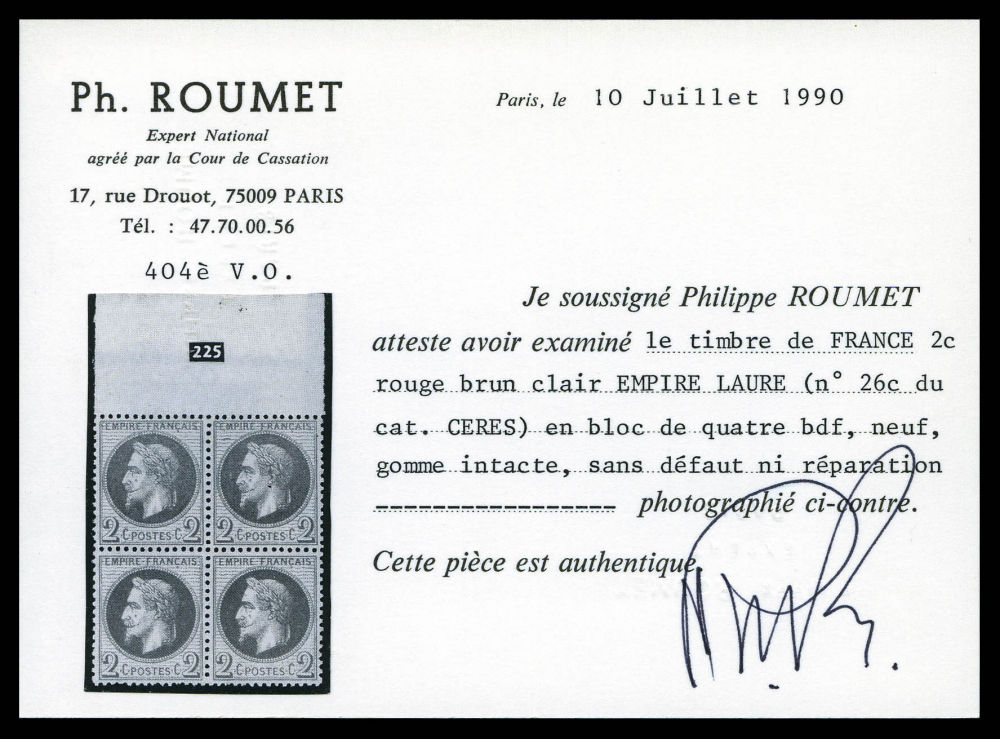 Ph. ROUMET
Expert National
agréé par la Cour de Cassation
17, rue Drouot, 75009 PARIS
Tél. : 47.70.00.56
404è V.O.
225
EMPIRE FRANÇAIS EMPIRE FRANÇAIS
2 C POSTES C 2 2 C POSTES C 2
EMPIRE FRANÇAIS EMPIRE FRANÇAIS
2 C POSTES C 2 2 C POSTES C 2
Paris, le 10 Juillet 1990
Je soussigné Philippe ROUMET
atteste avoir examiné le timbre de FRANCE 2c
rouge brun clair EMPIRE LAURE (n° 26c du
cat. CERES) en bloc de quatre bdf, neuf,
gomme intacte, sans défaut ni réparation
------------------ photographié ci-contre.
Cette pièce est authentique.